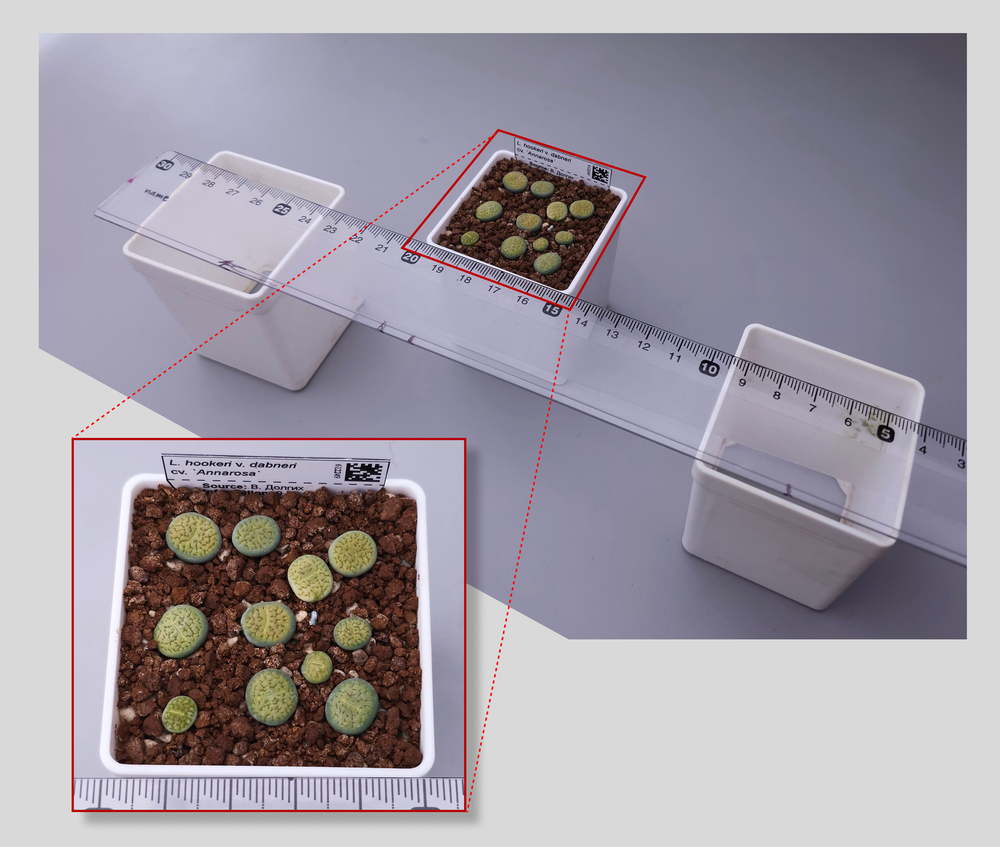 30 29 28 27 26 25 24 23 22 21 20 19 18 17 16 15 14 13 12 11 10 9 8 7 6 5 4 3
L. hookeri v. dabneri
cv. `Annarosa`
L. hookeri v. dabneri
cv. `Annarosa`
Source: В. Долгих